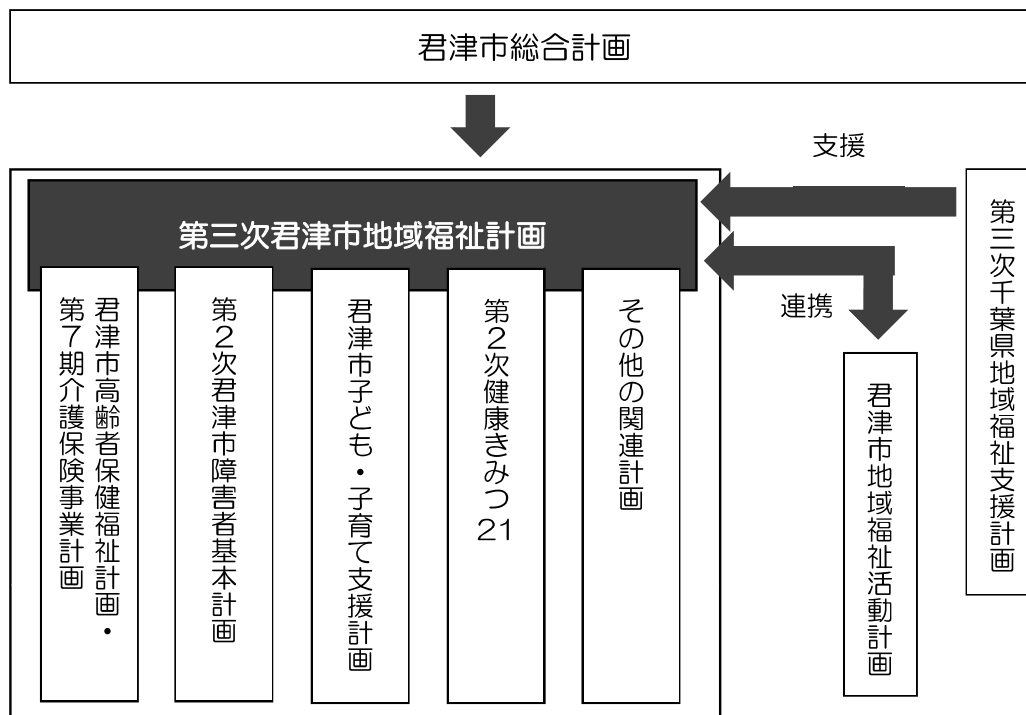 君津市総合計画
支援
第三次君津市地域福祉計画
連携
君津市高齢者保健福祉計画・
第7期介護保険事業計画
第2次君津市障害者基本計画
君津市子ども・子育て支援計画
第2次健康きみつ
21
その他の関連計画
君津市地域福祉活動計画
第三次千葉県地域福祉支援計画